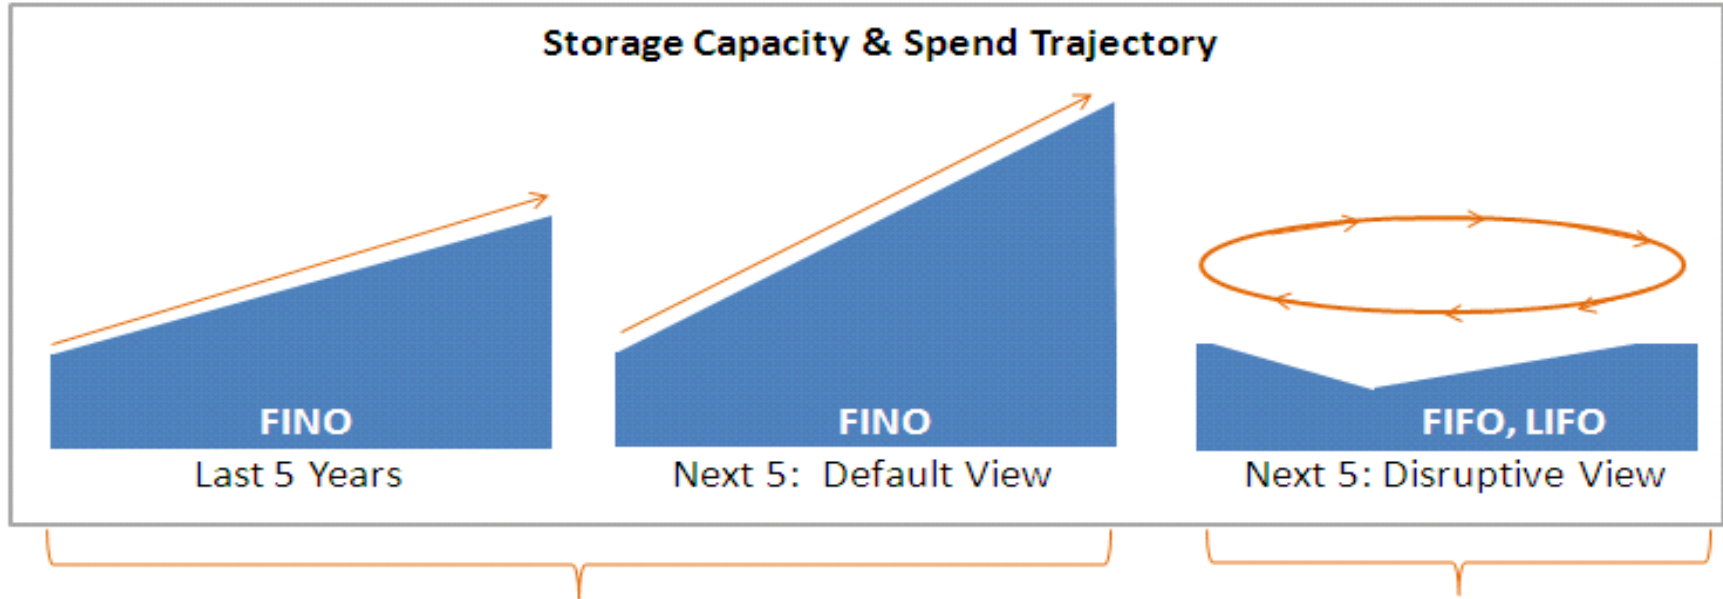 Storage Capacity & Spend Trajectory
FINO
Last 5 Years
FINO
Next 5: Default View
FIFO, LIFO
Next 5: Disruptive View